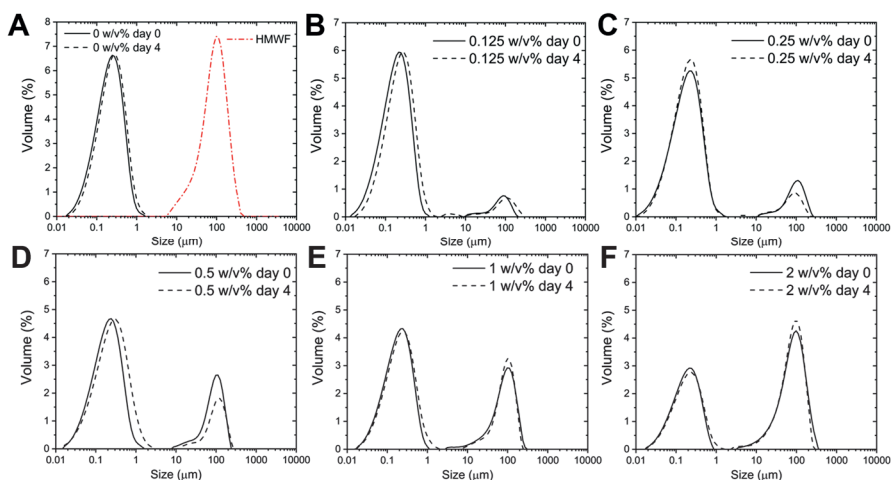 A
0 w/v% day 0
0 w/v% day 4
HMWF
8
7
6
5
4
3
2
1
0
Volume (%)
0.01 0.1 1 10 100 1000 10000
Size (μm)
B
0.125 w/v% day 0
0.125 w/v% day 4
7
6
5
4
3
2
1
0
Volume (%)
0.01 0.1 1 10 100 1000 10000
Size (μm)
C
0.25 w/v% day 0
0.25 w/v% day 4
7
6
5
4
3
2
1
0
Volume (%)
0.01 0.1 1 10 100 1000 10000
Size (μm)
D
0.5 w/v% day 0
0.5 w/v% day 4
7
6
5
4
3
2
1
0
Volume (%)
0.01 0.1 1 10 100 1000 10000
Size (μm)
E
1 w/v% day 0
1 w/v% day 4
7
6
5
4
3
2
1
0
Volume (%)
0.01 0.1 1 10 100 1000 10000
Size (μm)
F
2 w/v% day 0
2 w/v% day 4
7
6
5
4
3
2
1
0
Volume (%)
0.01 0.1 1 10 100 1000 10000
Size (μm)